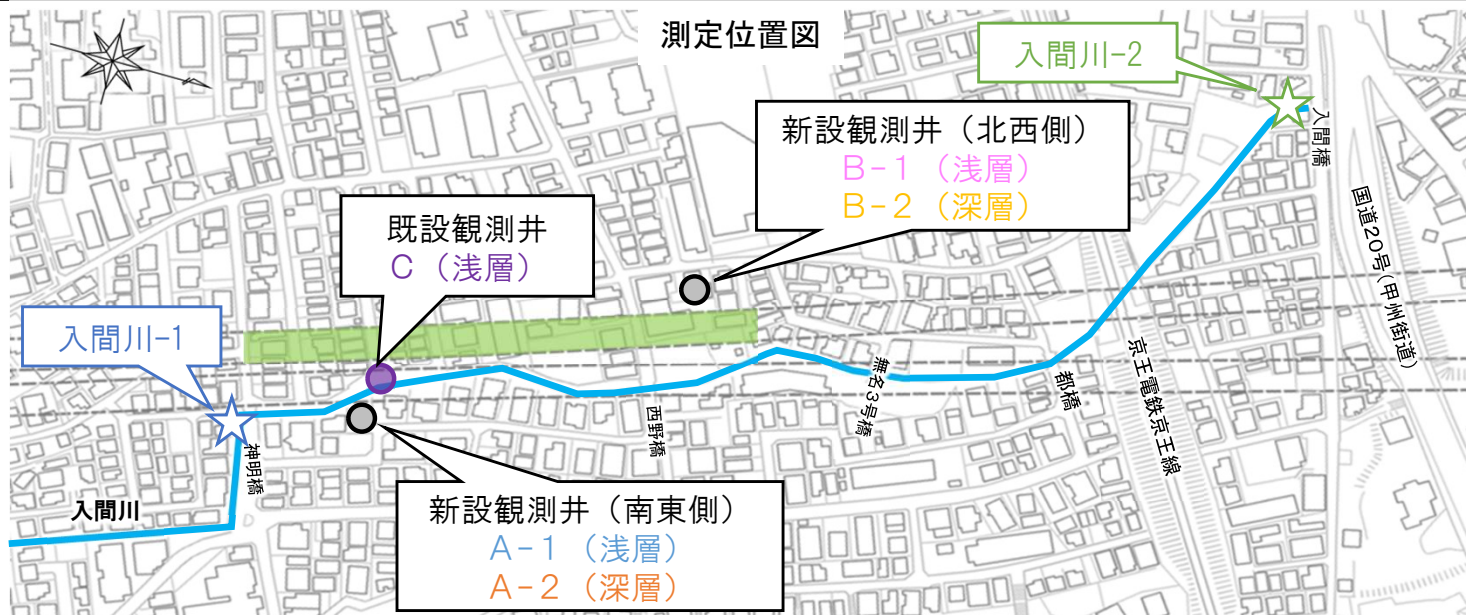 測定位置図
入間川-2
新設観測井（北西側）
B-1（浅層）
B-2（深層）
入間橋
国道20号(甲州街道)
既設観測井
C（浅層）
入間川-1
京王電鉄京王線
都橋
無名3号橋
西野橋
神明橋
入間川
新設観測井（南東側）
A-1（浅層）
A-2（深層）